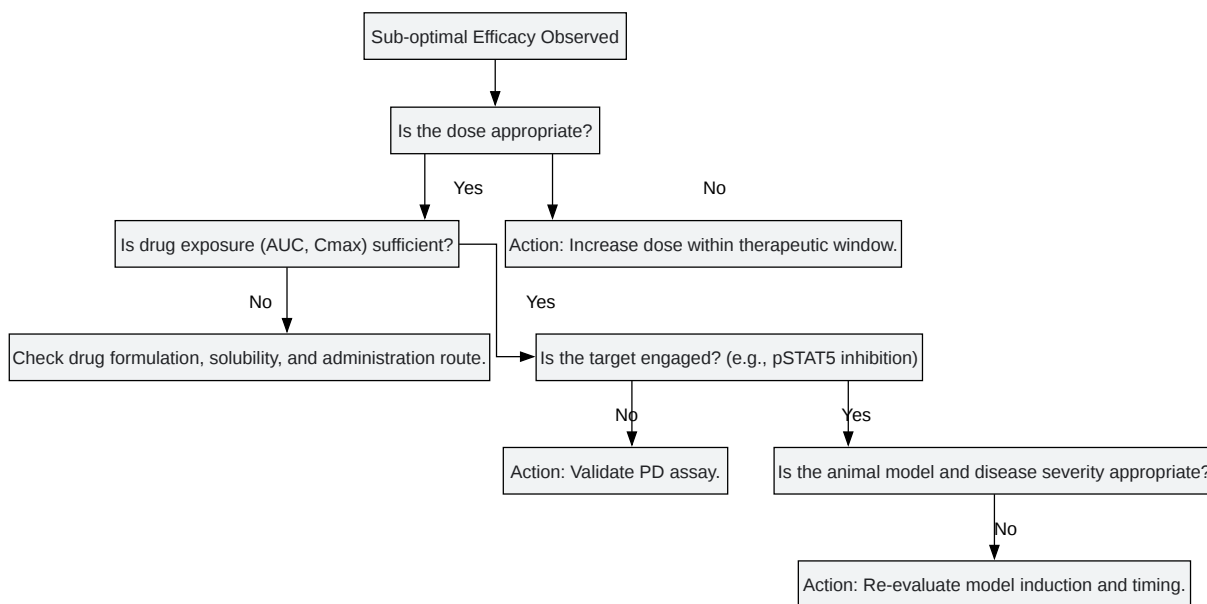 Sub-optimal Efficacy Observed
Is the dose appropriate?
Yes
No
Is drug exposure (AUC, Cmax) sufficient?
Action: Increase dose within therapeutic window.
No
Yes
Check drug formulation, solubility, and administration route.
Is the target engaged? (e.g., pSTAT5 inhibition)
No
Yes
Action: Validate PD assay.
Is the animal model and disease severity appropriate?
No
Action: Re-evaluate model induction and timing.